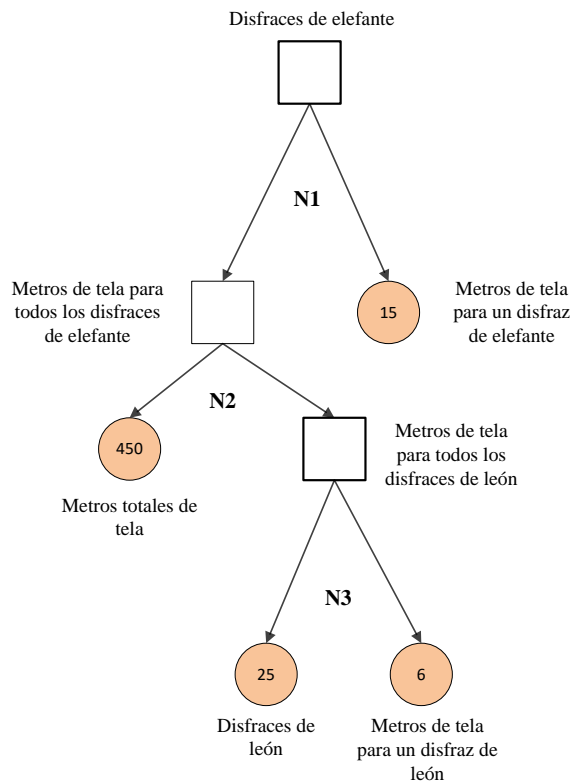 Disfraces de elefante
N1
Metros de tela para
todos los disfraces
de elefante
15
Metros de tela
para un disfraz
de elefante
N2
450
Metros totales de
tela
Metros de tela
para todos los
disfraces de león
N3
25
6
Disfraces de
león
Metros de tela
para un disfraz de
león